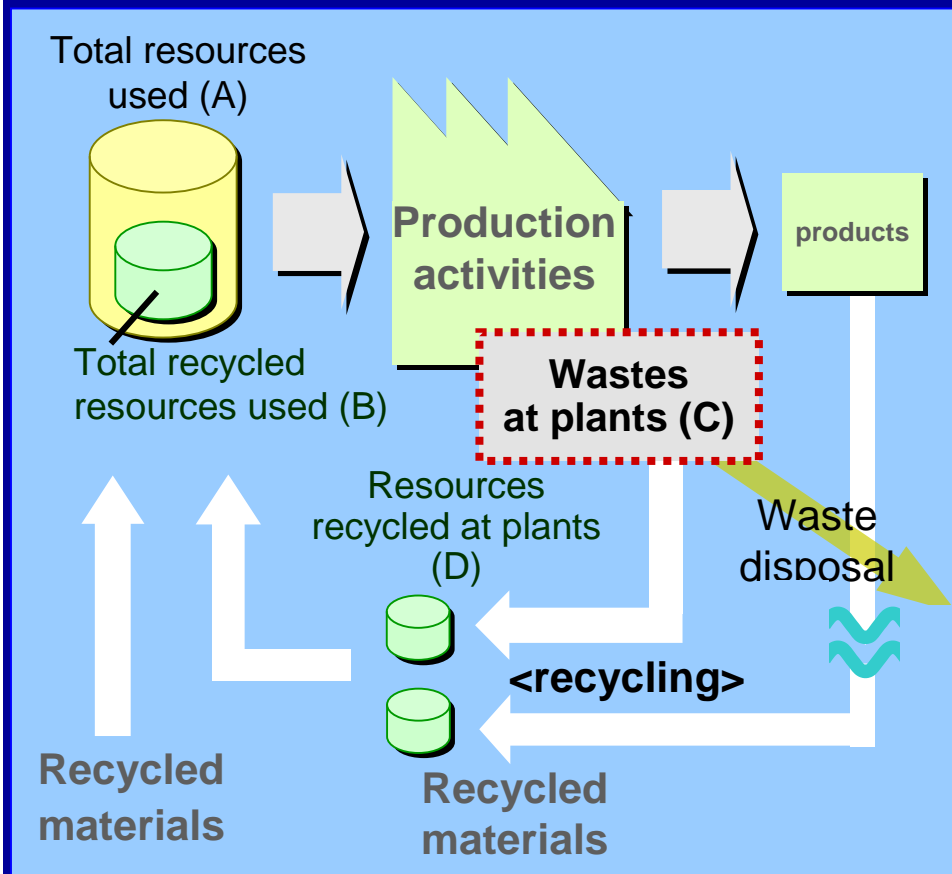 Total resources
used (A)
Production
activities
products
Total recycled
resources used (B)
Wastes
at plants (C)
Resources
recycled at plants
(D)
Waste
disposal
<recycling>
Recycled
materials
Recycled
materials